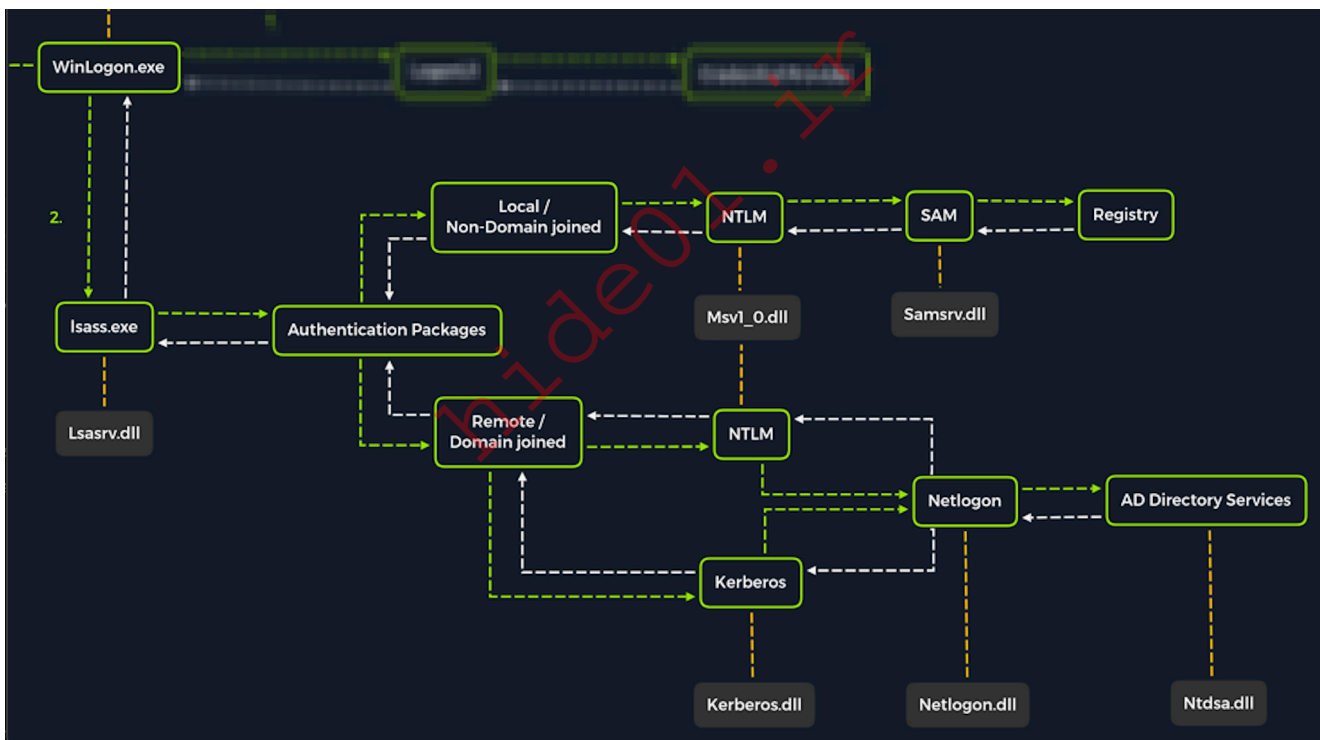 WinLogon.exe
2.
Local /
Non-Domain joined
NTLM
SAM
Registry
lsass.exe
Authentication Packages
Msv1_0.dll
Samsrv.dll
Lsasrv.dll
Remote /
Domain joined
NTLM
Netlogon
AD Directory Services
Kerberos
Kerberos.dll
Netlogon.dll
Ntdsa.dll
hide01.ir